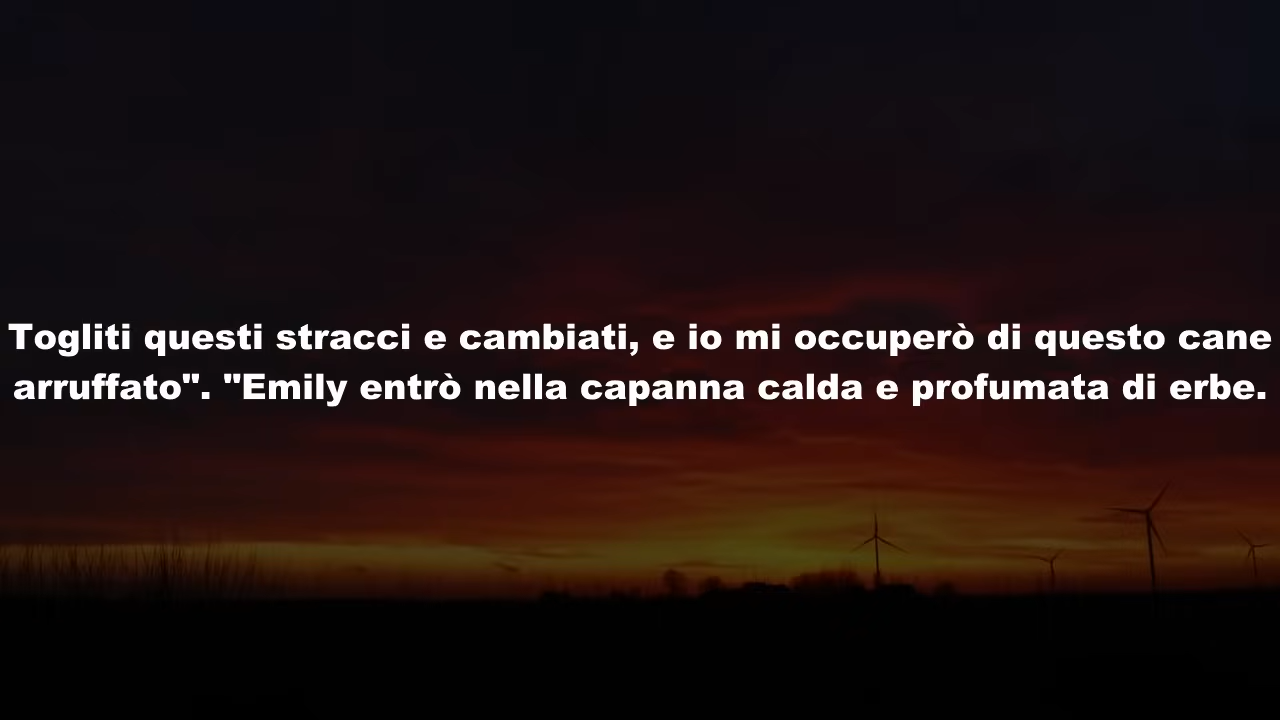 Togliti questi stracci e cambiati, e io mi occuperò di questo cane
arruffato". "Emily entrò nella capanna calda e profumata di erbe.